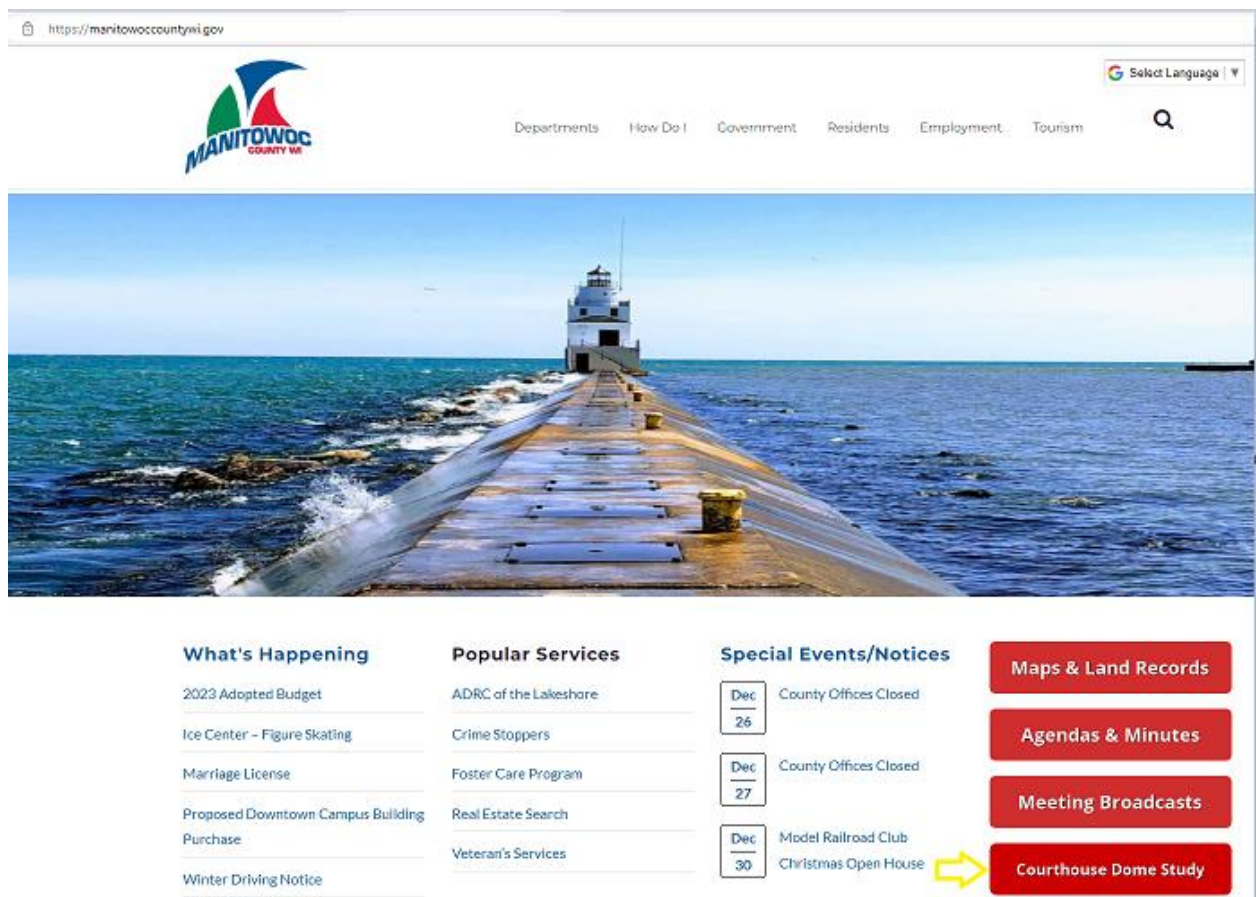 https://manitowoccountywi.gov
Select Language
MANITOWOC
COUNTY WI
Departments How Do I Government Residents Employment Tourism
What's Happening
2023 Adopted Budget
Ice Center – Figure Skating
Marriage License
Proposed Downtown Campus Building
Purchase
Winter Driving Notice
Popular Services
ADRC of the Lakeshore
Crime Stoppers
Foster Care Program
Real Estate Search
Veteran's Services
Special Events/Notices
Dec
26
County Offices Closed
Dec
27
County Offices Closed
Dec
30
Model Railroad Club
Christmas Open House
Maps & Land Records
Agendas & Minutes
Meeting Broadcasts
Courthouse Dome Study